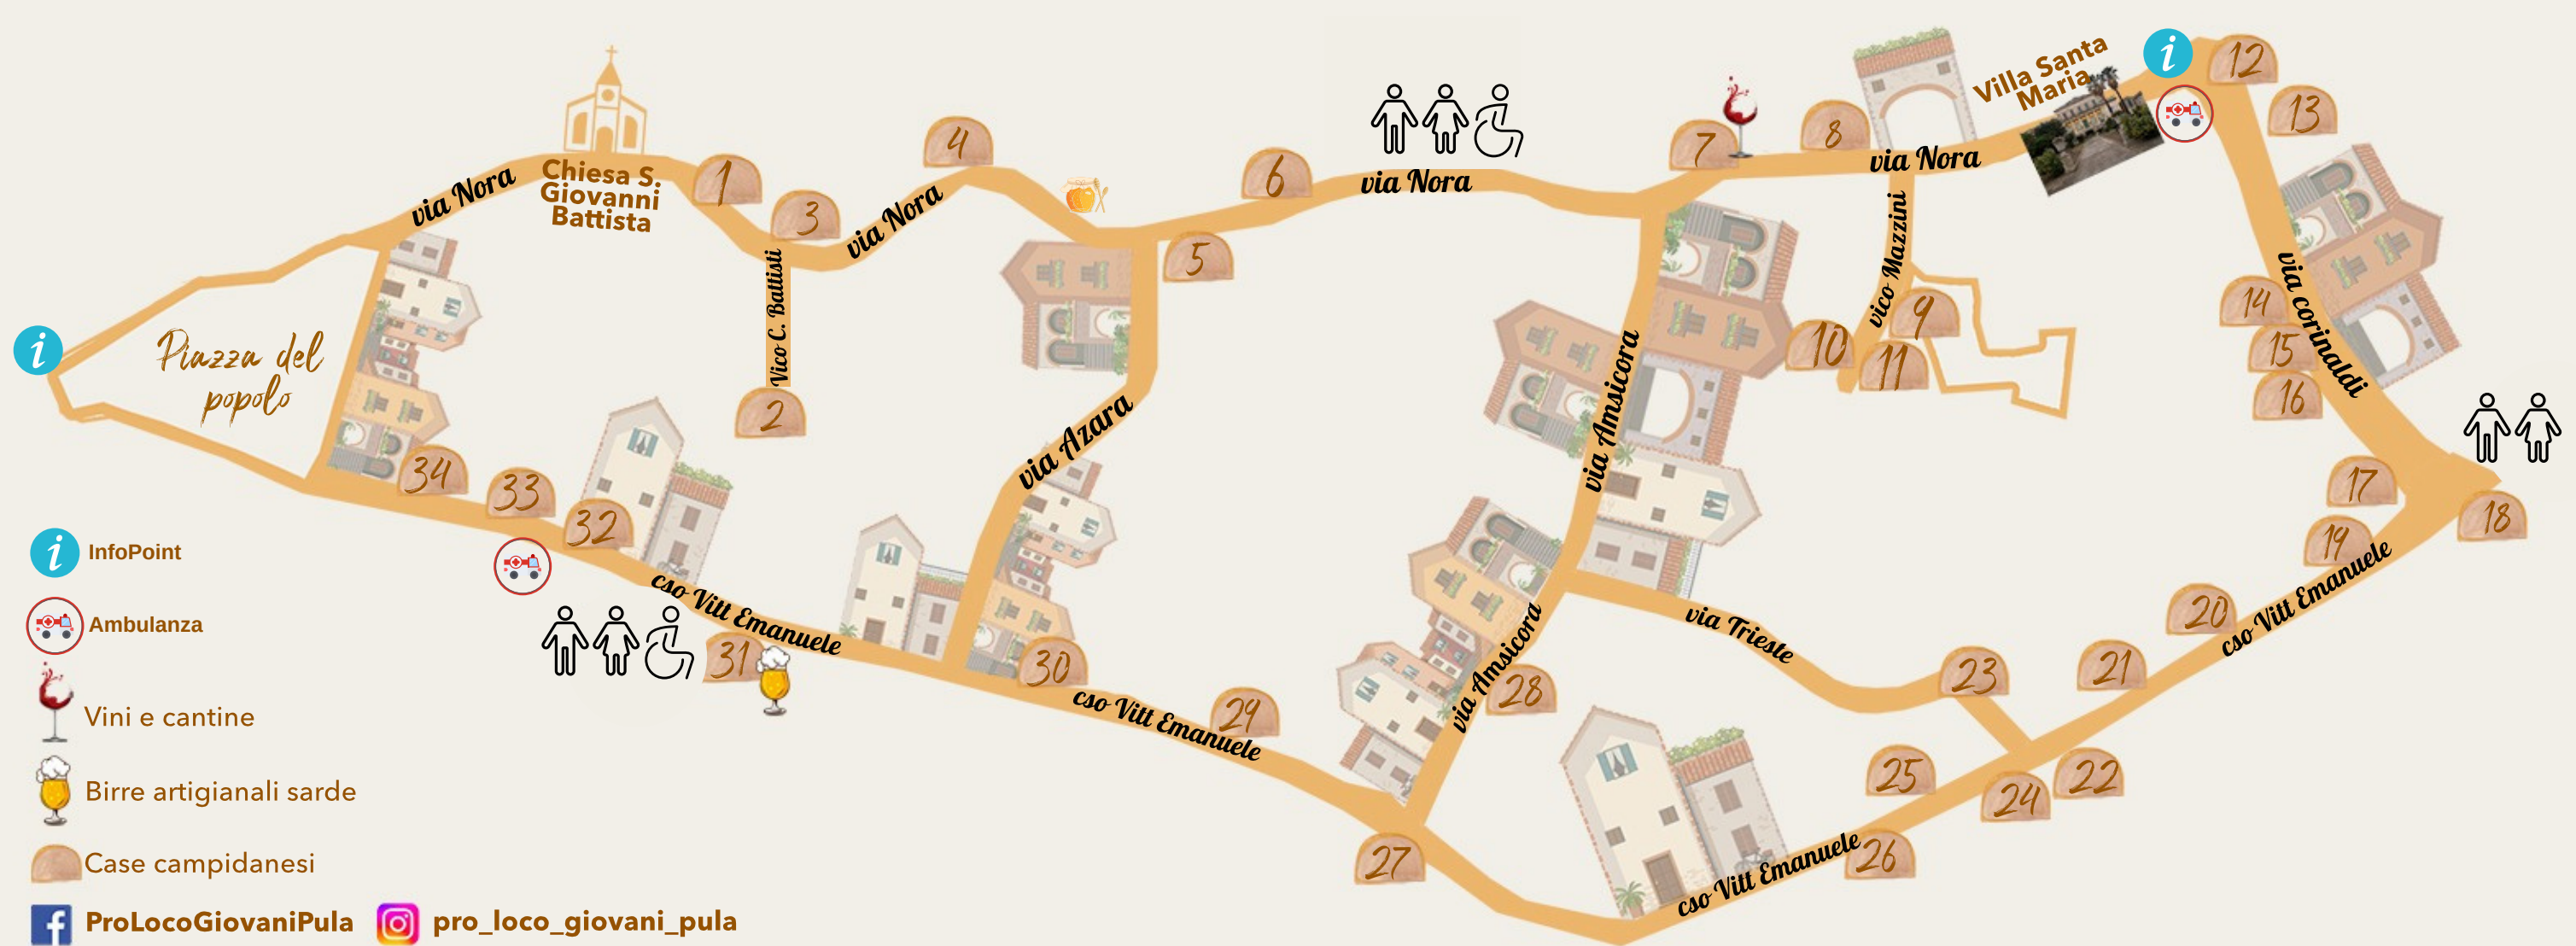 via Nora
Chiesa S.
Giovanni
Battista
1
3
Vico C. Battisti
2
via Nora
4
5
6
via Nora
7
8
via Nora
Villa Santa
Maria
12
13
vico Mazzini
9
10
11
14
via corinaldi
15
16
17
18
19
cso Vitt Emanuele
20
21
22
23
via Trieste
24
25
26
cso Vitt Emanuele
27
28
via Amsicora
via Amsicora
29
cso Vitt Emanuele
30
via Azara
31
cso Vitt Emanuele
32
33
34
Piazza del
popolo
i
i
i InfoPoint
Ambulanza
Vini e cantine
Birre artigianali sarde
Case campidanesi
ProLocoGiovaniPula
pro_loco_giovani_pula